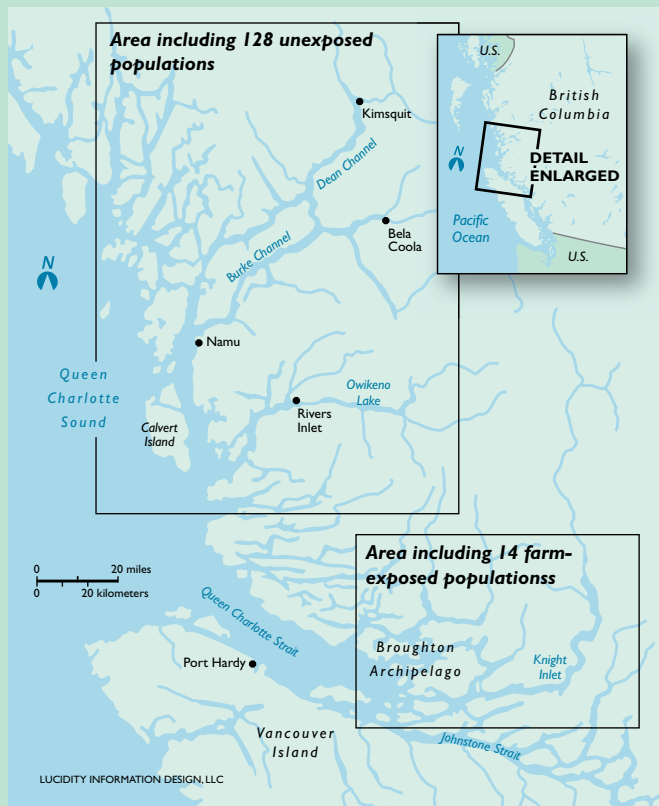 Area including 128 unexposed
populations
U.S.
British
Columbia
N
DETAIL
ENLARGED
Pacific
Ocean
U.S.
Kimsquit
Dean Channel
Bela
Coola
Burke Channel
N
Namu
Queen
Charlotte
Sound
Calvert
Island
Owikeno
Lake
Rivers
Inlet
Area including 14 farm-
exposed populationss
0 20 miles
0 20 kilometers
Queen Charlotte Strait
Broughton
Archipelago
Knight
Inlet
Port Hardy
Vancouver
Island
Johnstone Strait
LUCIDITY INFORMATION DESIGN, LLC